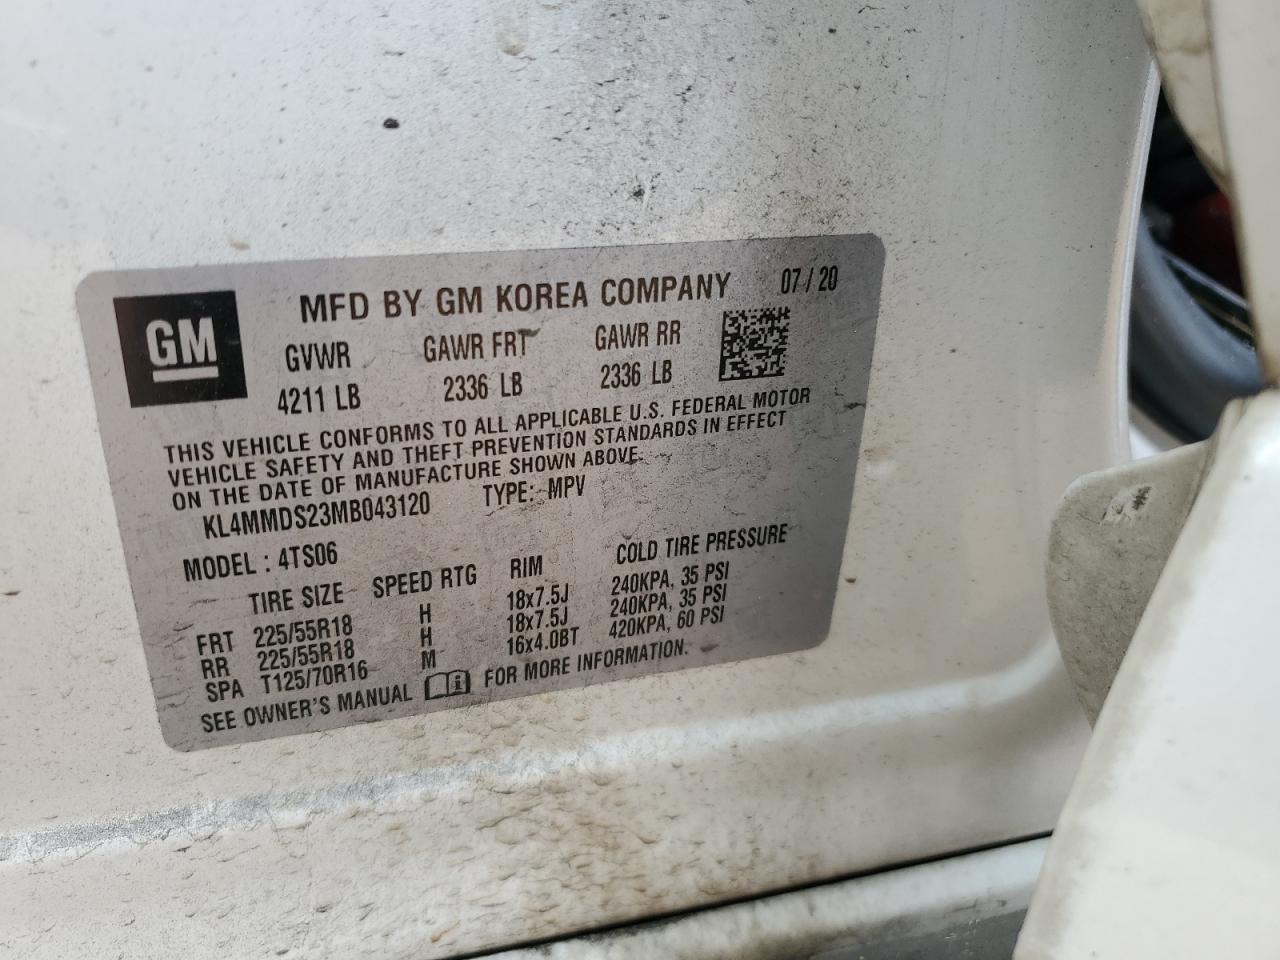 GM
MFD BY GM KOREA COMPANY 07/20
GVWR GAWR FRT GAWR RR
4211 LB 2336 LB 2336 LB
THIS VEHICLE CONFORMS TO ALL APPLICABLE U.S. FEDERAL MOTOR
VEHICLE SAFETY AND THEFT PREVENTION STANDARDS IN EFFECT
ON THE DATE OF MANUFACTURE SHOWN ABOVE.
KL4MMDS23MB043120 TYPE: MPV
MODEL : 4TS06
TIRE SIZE SPEED RTG RIM COLD TIRE PRESSURE
FRT 225/55R18 H 18x7.5J 240KPA, 35 PSI
RR 225/55R18 H 18x7.5J 240KPA, 35 PSI
SPA T125/70R16 M 16x4.0BT 420KPA, 60 PSI
SEE OWNER'S MANUAL i FOR MORE INFORMATION.